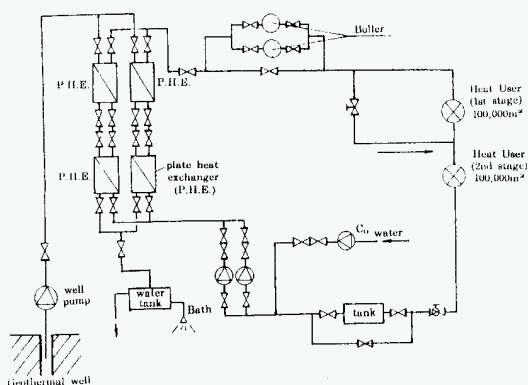 Boiler
P.H.E.
P.H.E.
Heat User
(1st stage)
100,000m²
P.H.E.
plate heat
exchanger
(P.H.E.)
Heat User
(2nd stage)
100,000m²
water
well
pump
water
tank
Bath
tank
Geothermal well